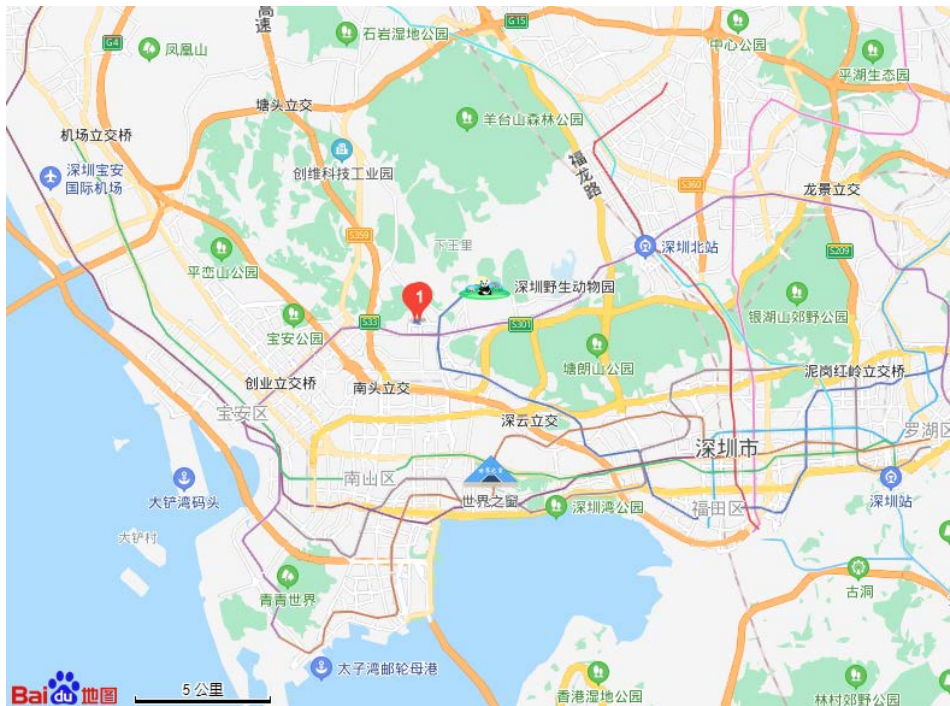 高速
G15
G4
凤凰山
石岩湿地公园
中心公园
平湖生态园
塘头立交
羊台山森林公园
机场立交桥
创维科技工业园
福龙路
深圳宝安
国际机场
S360
龙景立交
S359
下王里
深圳北站
平峦山公园
S209
深圳野生动物园
1
宝安公园
S33
S301
银湖山郊野公园
塘朗山公园
创业立交桥
南头立交
泥岗红岭立交桥
宝安区
深云立交
罗湖区
深圳市
南山区
世界之窗
世界之窗
大铲湾码头
深圳湾公园
福田区
深圳站
大铲村
古洞
青青世界
太子湾邮轮母港
Bai du 地图
5 公里
香港湿地公园
林村郊野公园